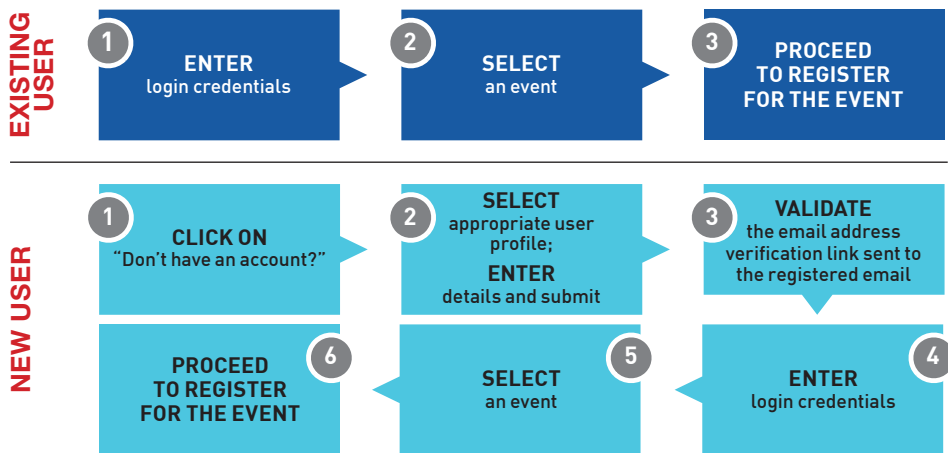 EXISTING
USER
1
ENTER
login credentials
2
SELECT
an event
3
PROCEED
TO REGISTER
FOR THE EVENT
NEW USER
1
CLICK ON
“Don’t have an account?”
2
SELECT
appropriate user
profile;
ENTER
details and submit
3
VALIDATE
the email address
verification link sent to
the registered email
4
ENTER
login credentials
5
SELECT
an event
6
PROCEED
TO REGISTER
FOR THE EVENT